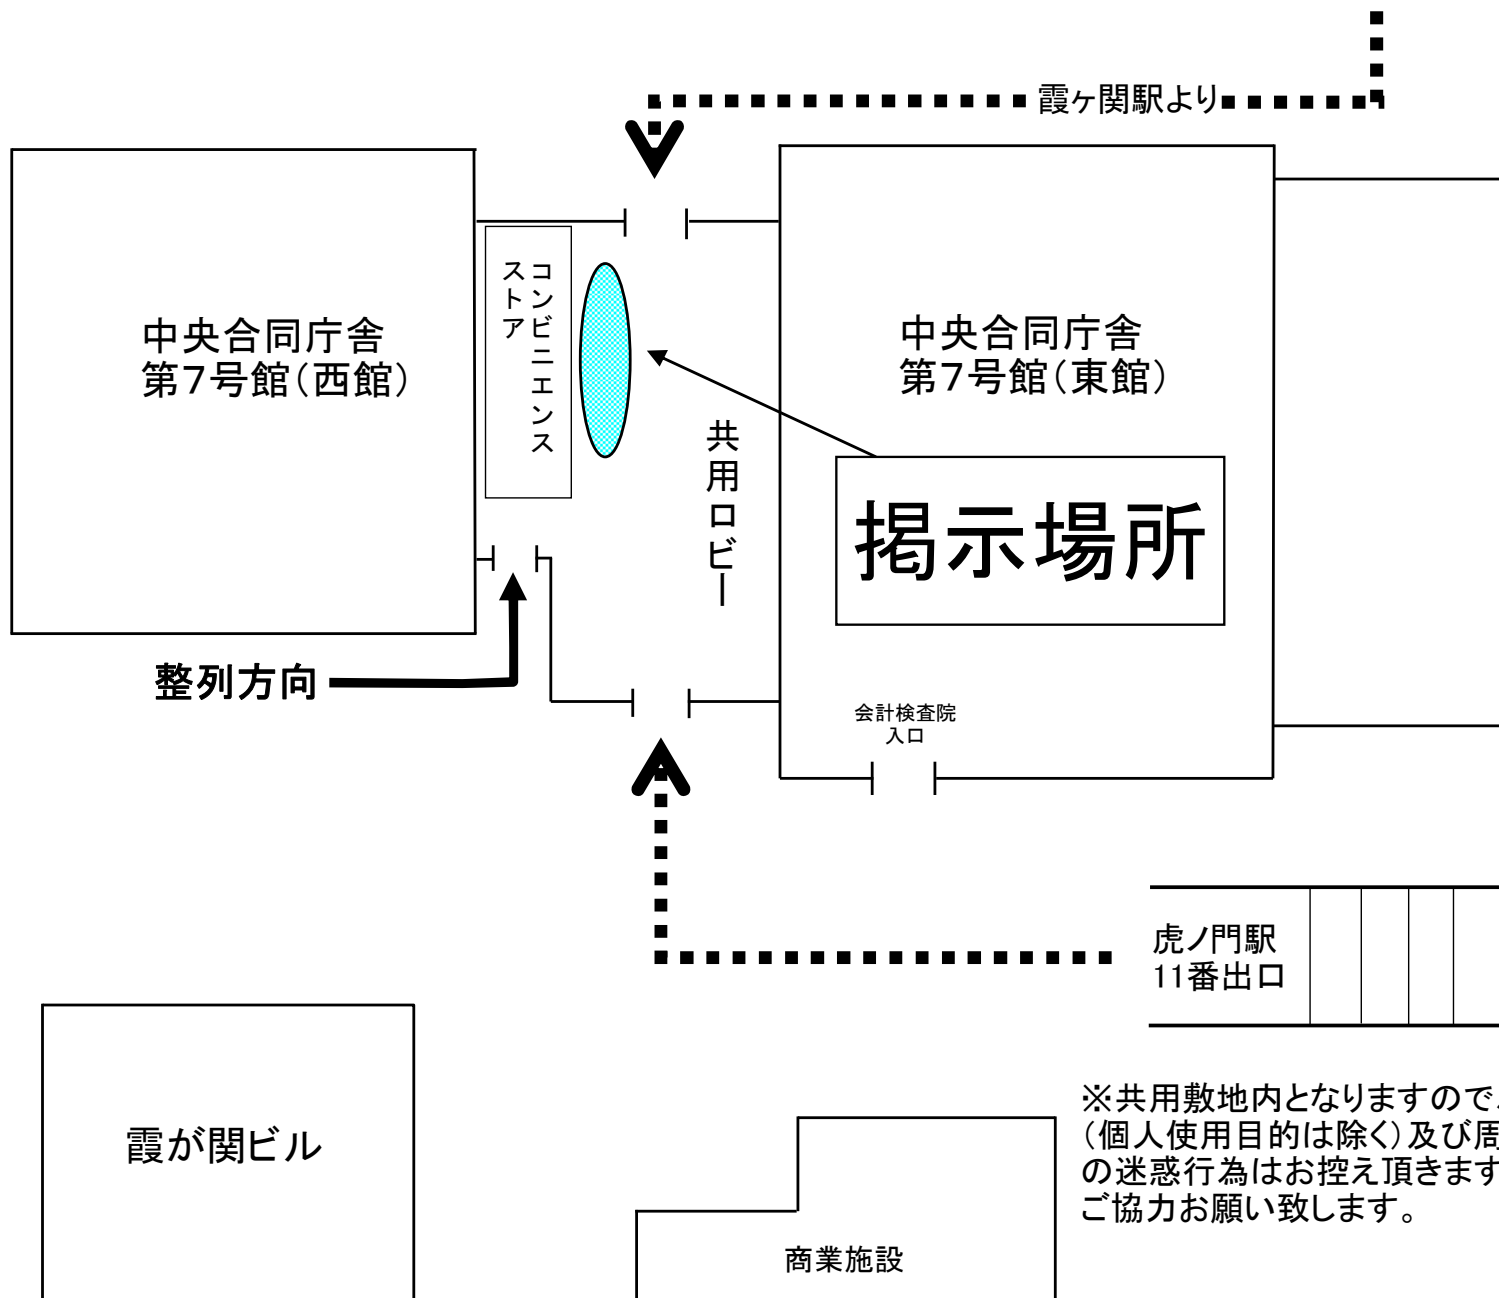 霞ヶ関駅より
中央合同庁舎
第7号館（西館）
コンビニエンス
ストア
共用ロビー
中央合同庁舎
第7号館（東館）
掲示場所
整列方向
会計検査院
入口
虎ノ門駅
11番出口
霞が関ビル
商業施設
※共用敷地内となりますので、
（個人使用目的は除く）及び周
の迷惑行為はお控え頂きます
ご協力お願い致します。